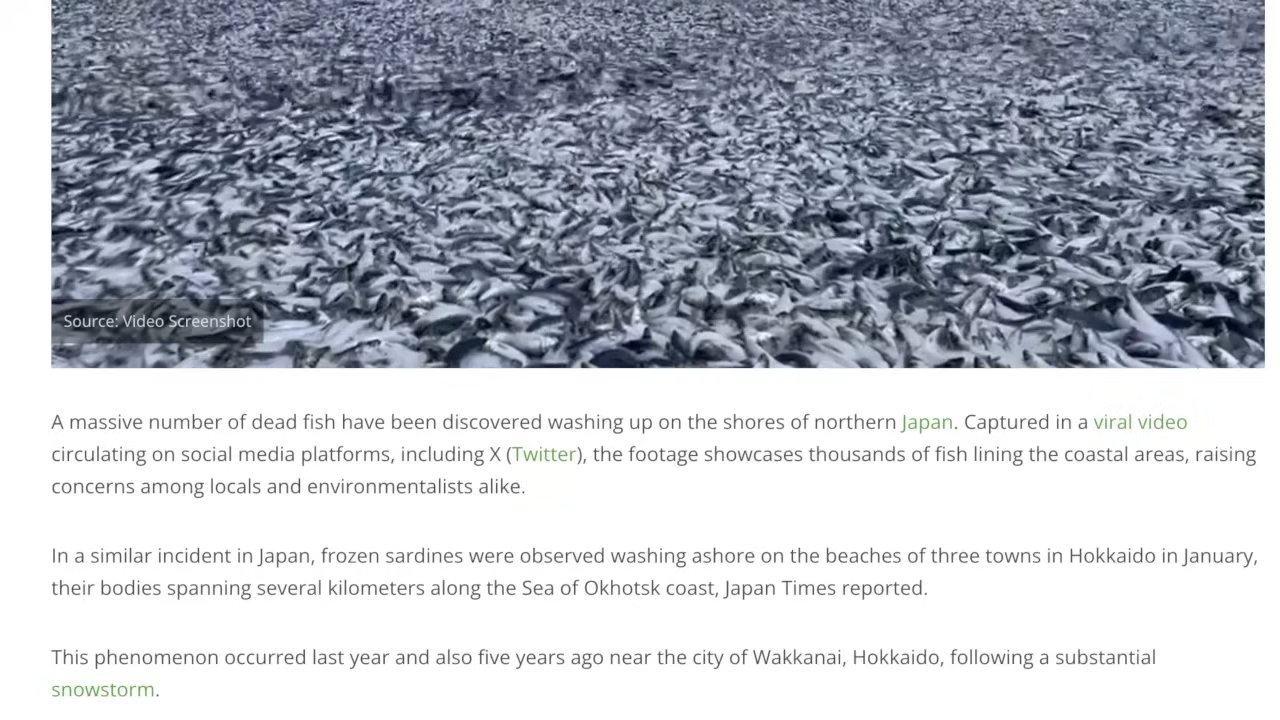 Source: Video Screenshot
A massive number of dead fish have been discovered washing up on the shores of northern Japan. Captured in a viral video
circulating on social media platforms, including X (Twitter), the footage showcases thousands of fish lining the coastal areas, raising
concerns among locals and environmentalists alike.
In a similar incident in Japan, frozen sardines were observed washing ashore on the beaches of three towns in Hokkaido in January,
their bodies spanning several kilometers along the Sea of Okhotsk coast, Japan Times reported.
This phenomenon occurred last year and also five years ago near the city of Wakkanai, Hokkaido, following a substantial
snowstorm.